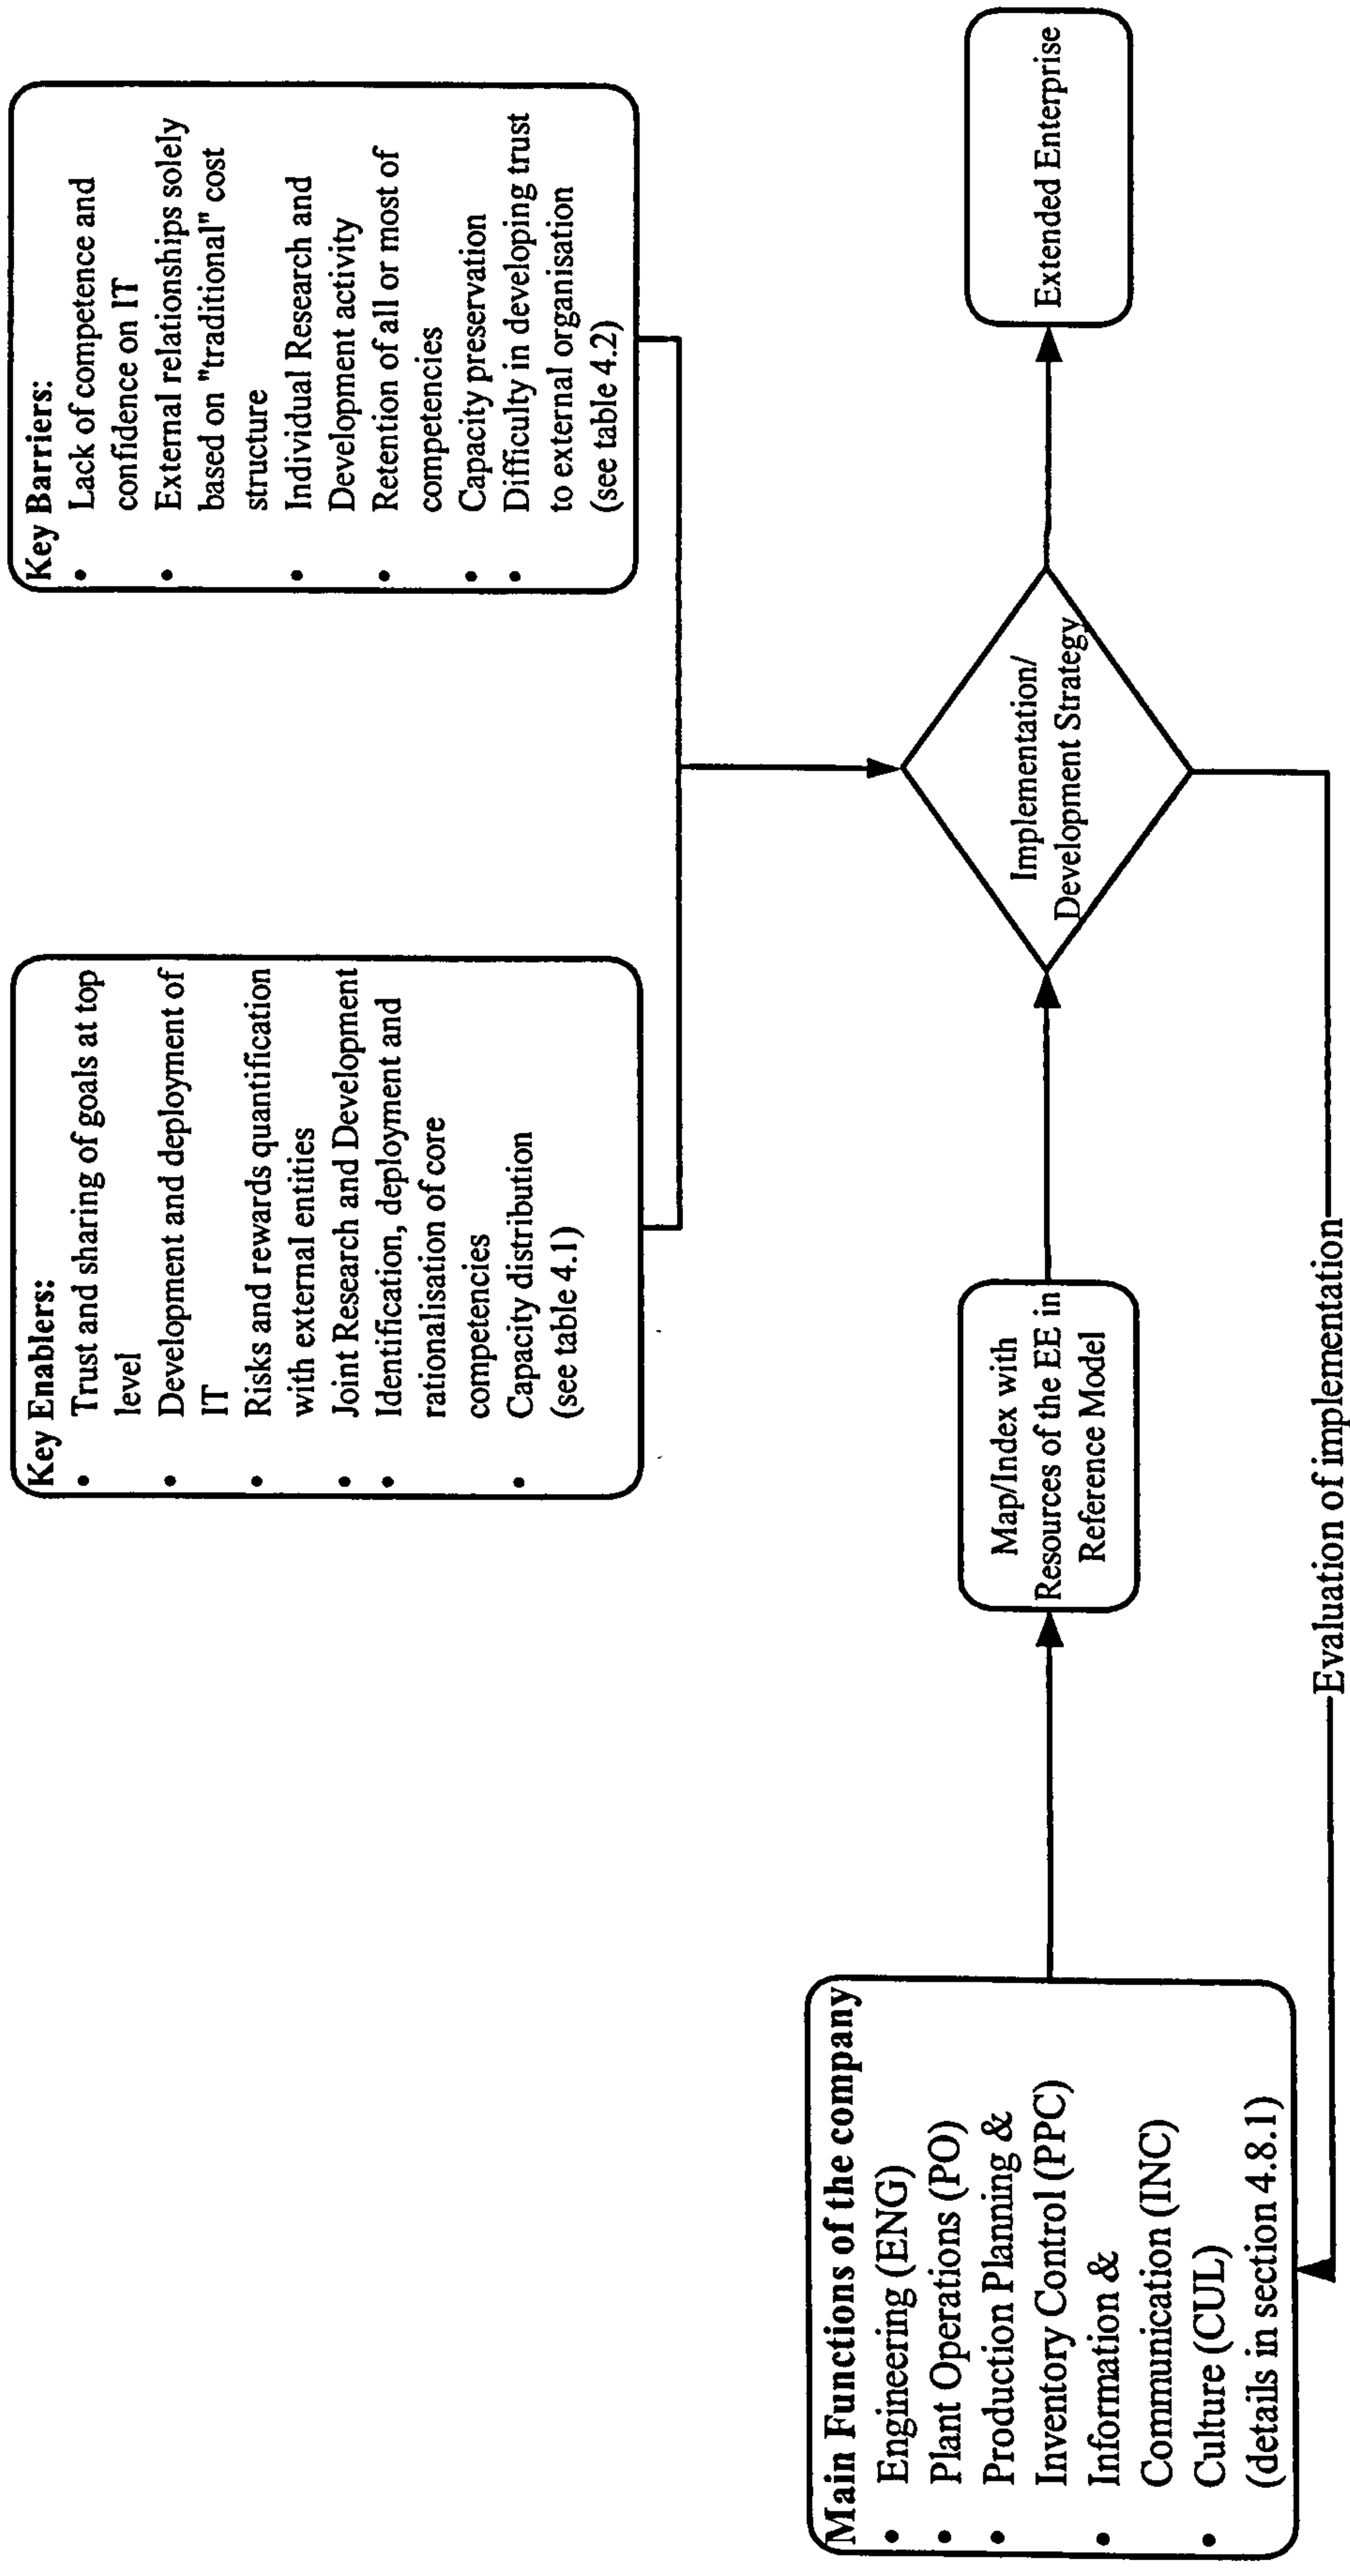 Key Enablers:
• Trust and sharing of goals at top
level
• Development and deployment of
IT
• Risks and rewards quantification
with external entities
• Joint Research and Development
• Identification, deployment and
rationalisation of core
competencies
• Capacity distribution
(see table 4.1)
Key Barriers:
• Lack of competence and
confidence on IT
• External relationships solely
based on "traditional" cost
structure
• Individual Research and
Development activity
• Retention of all or most of
competencies
• Capacity preservation
• Difficulty in developing trust
to external organisation
(see table 4.2)
Main Functions of the company
• Engineering (ENG)
• Plant Operations (PO)
• Production Planning &
Inventory Control (PPC)
• Information &
Communication (INC)
• Culture (CUL)
(details in section 4.8.1)
Map/Index with
Resources of the EE in
Reference Model
Implementation/
Development Strategy
Extended Enterprise
Evaluation of implementation